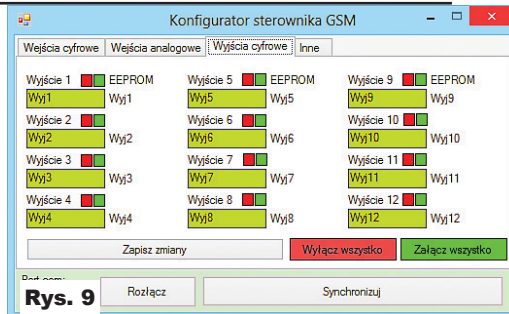 Konfigurator sterownika GSM
Wejścia cyfrowe Wejścia analogowe Wyjścia cyfrowe Inne
Wyjście 1 EEPROM Wyjście 5 EEPROM Wyjście 9 EEPROM
Wyj1 Wyj1 Wyj5 Wyj5 Wyj9 Wyj9
Wyjście 2 Wyjście 6 Wyjście 10
Wyj2 Wyj2 Wyj6 Wyj6 Wyj10 Wyj10
Wyjście 3 Wyjście 7 Wyjście 11
Wyj3 Wyj3 Wyj7 Wyj7 Wyj11 Wyj11
Wyjście 4 Wyjście 8 Wyjście 12
Wyj4 Wyj4 Wyj8 Wyj8 Wyj12 Wyj12
Zapisz zmiany Wyłącz wszystko Załącz wszystko
Rozłącz Synchronizuj
Rys. 9